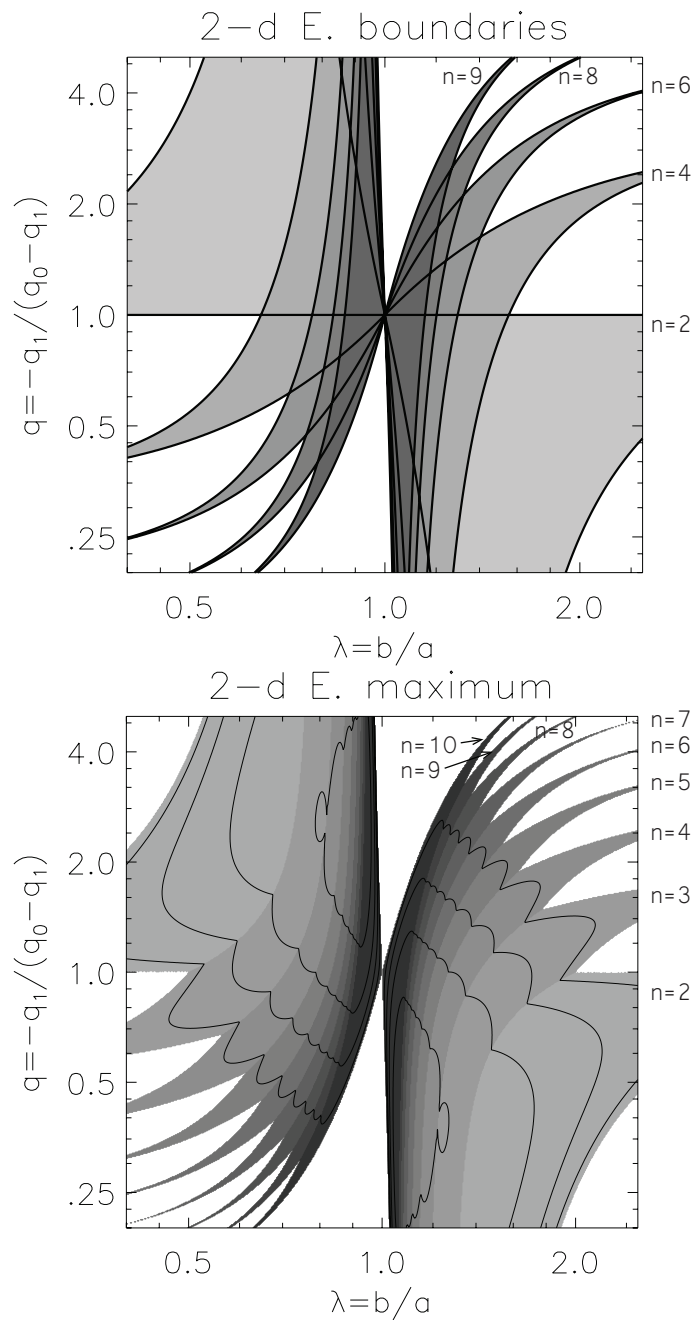 2-d E. boundaries
n=9
n=8
n=6
4.0
n=4
2.0
1.0
n=2
0.5
.25
q=-q₁/(q₀-q₁)
0.5
1.0
2.0
λ=b/a
2-d E. maximum
n=7
n=10
n=8
n=6
4.0
n=9
n=5
n=4
2.0
n=3
1.0
n=2
0.5
.25
q=-q₁/(q₀-q₁)
0.5
1.0
2.0
λ=b/a